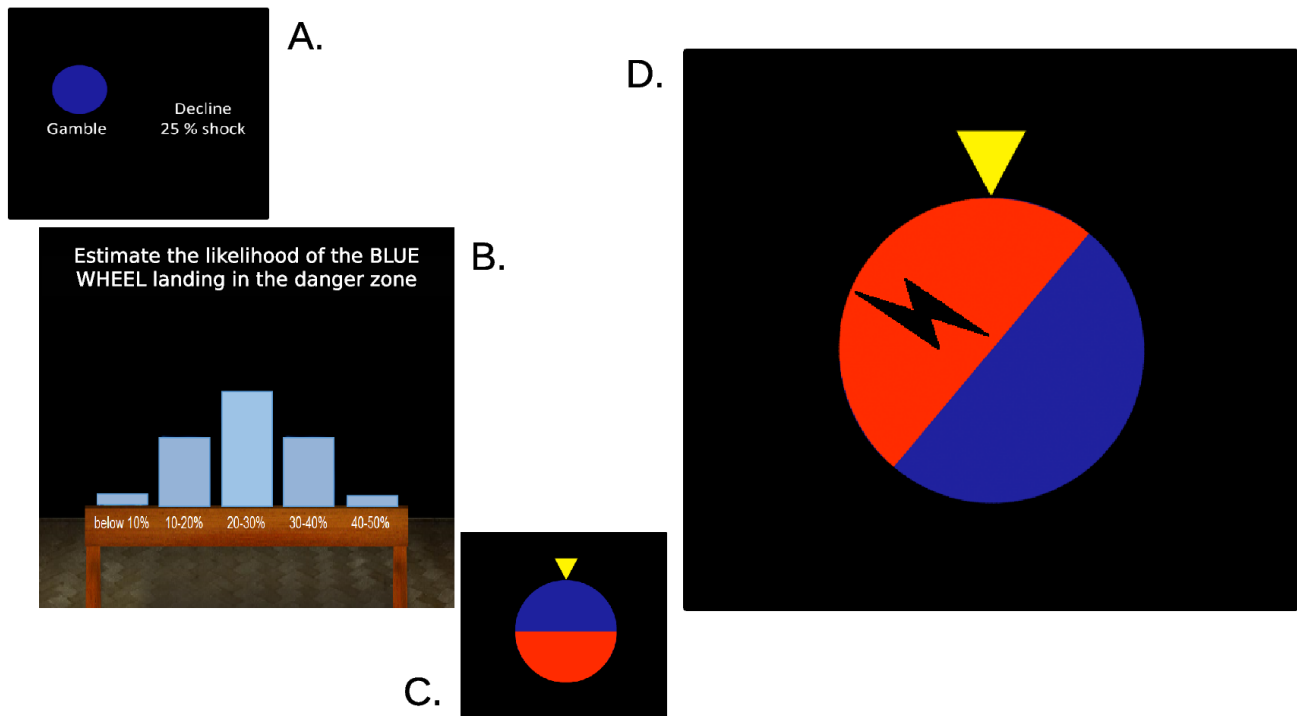 A.
Gamble
Decline
25 % shock
Estimate the likelihood of the BLUE
WHEEL landing in the danger zone
B.
below 10% 10-20% 20-30% 30-40% 40-50%
C.
D.